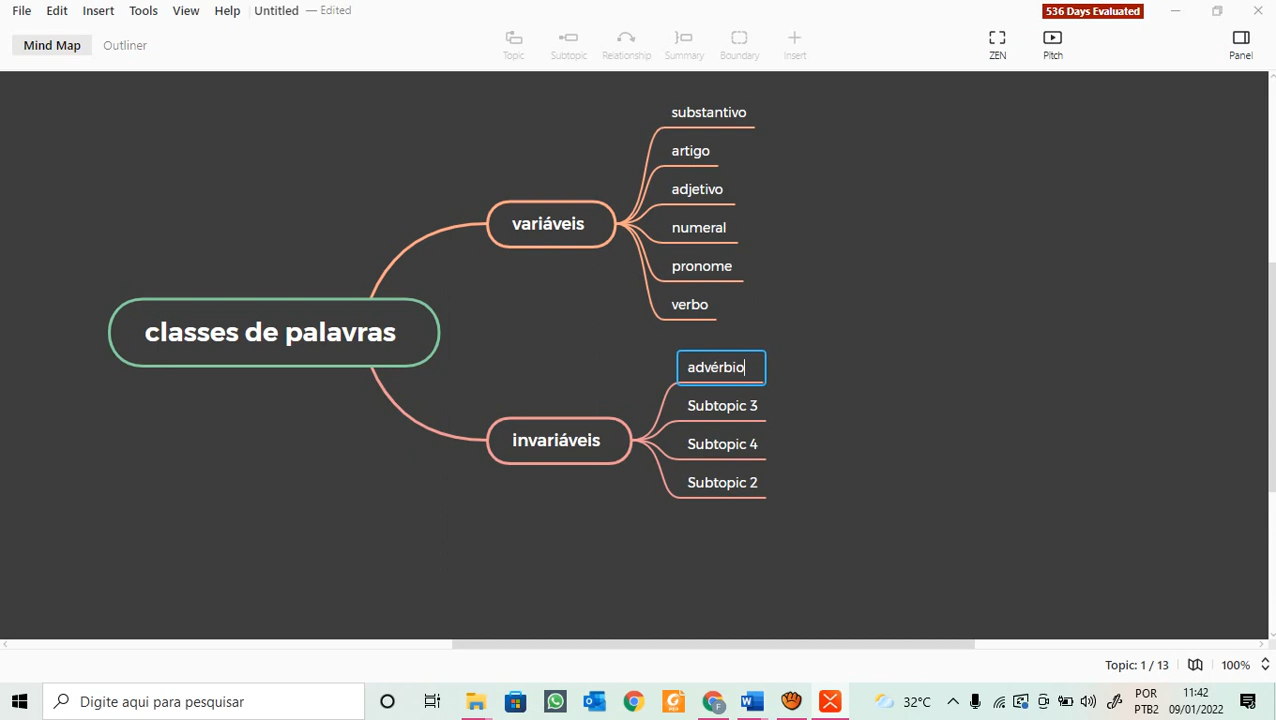 File Edit Insert Tools View Help Untitled — Edited
536 Days Evaluated
Mind Map Outliner
Topic Subtopic Relationship Summary Boundary Insert
ZEN Pitch Panel
substantivo
artigo
adjetivo
variáveis
numeral
pronome
verbo
classes de palavras
advérbio
Subtopic 3
invariáveis
Subtopic 4
Subtopic 2
Topic: 1 / 13 100%
Digite aqui para pesquisar
32°C
POR
PTB2
11:42
09/01/2022